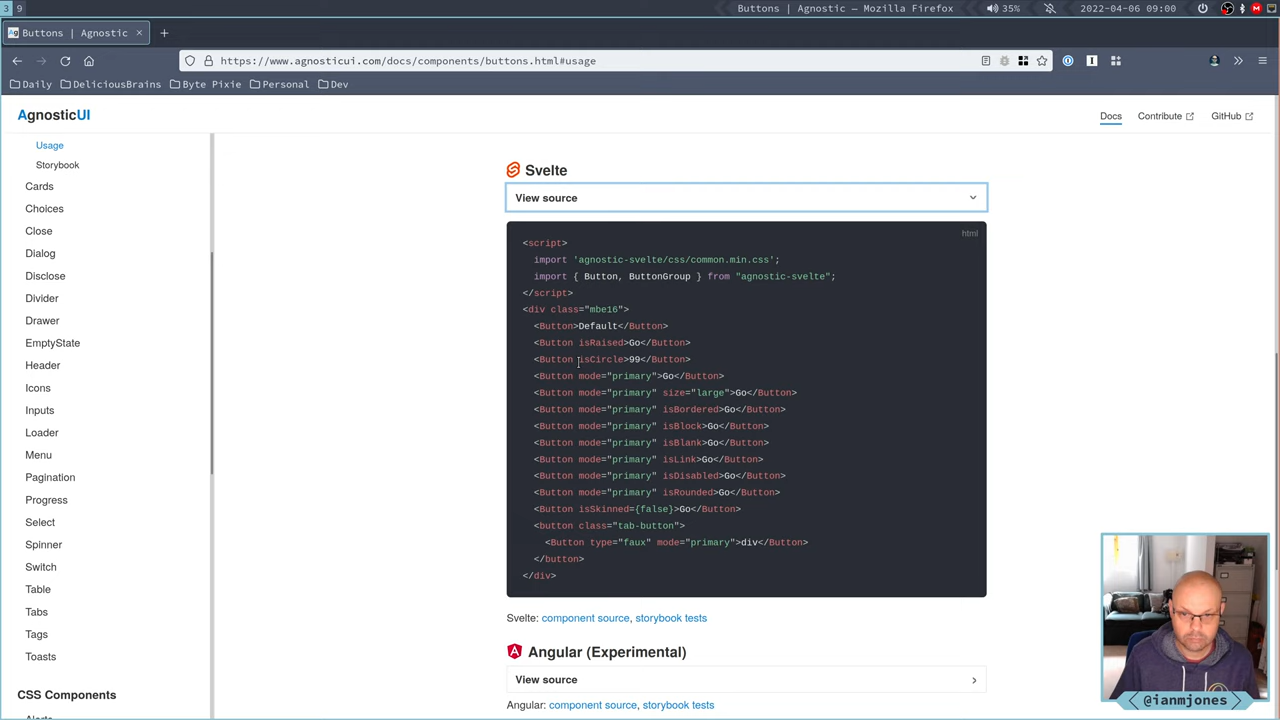 3 9 Buttons | Agnostic — Mozilla Firefox 35% 2022-04-06 09:00
Ag Buttons | Agnostic × +
https://www.agnosticui.com/docs/components/buttons.html#usage
Daily DeliciousBrains Byte Pixie Personal Dev
AgnosticUI Docs Contribute GitHub
Usage
Storybook
Cards
Choices
Close
Dialog
Disclose
Divider
Drawer
EmptyState
Header
Icons
Inputs
Loader
Menu
Pagination
Progress
Select
Spinner
Switch
Table
Tabs
Tags
Toasts
CSS Components
Svelte
View source
html
<script>
import 'agnostic-svelte/css/common.min.css';
import { Button, ButtonGroup } from "agnostic-svelte";
</script>
<div class="mbe16">
<Button>Default</Button>
<Button isRaised>Go</Button>
<Button isCircle>99</Button>
<Button mode="primary">Go</Button>
<Button mode="primary" size="large">Go</Button>
<Button mode="primary" isBordered>Go</Button>
<Button mode="primary" isBlock>Go</Button>
<Button mode="primary" isBlank>Go</Button>
<Button mode="primary" isLink>Go</Button>
<Button mode="primary" isDisabled>Go</Button>
<Button mode="primary" isRounded>Go</Button>
<Button isSkinned={false}>Go</Button>
<button class="tab-button">
<Button type="faux" mode="primary">div</Button>
</button>
</div>
Svelte: component source, storybook tests
Angular (Experimental)
View source
Angular: component source, storybook tests
@ianmjones